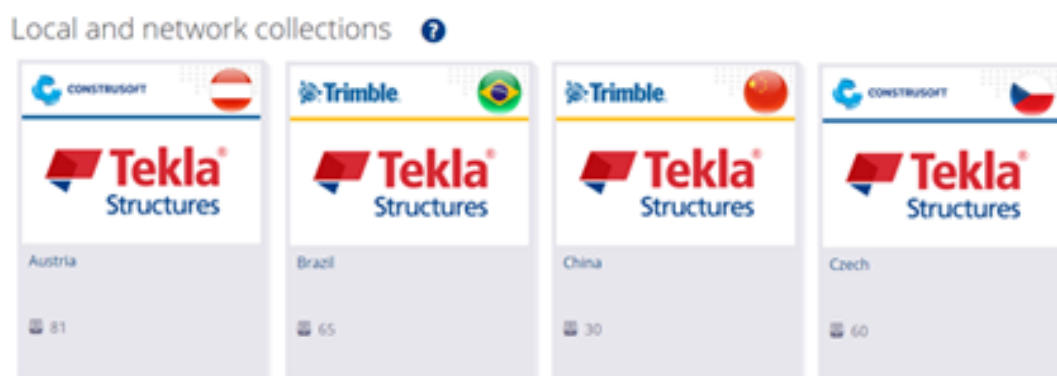 Local and network collections ?
CONSTRUSOFT
Tekla®
Structures
Austria
81
Trimble.
Tekla®
Structures
Brazil
65
Trimble.
Tekla®
Structures
China
30
CONSTRUSOFT
Tekla®
Structures
Czech
60